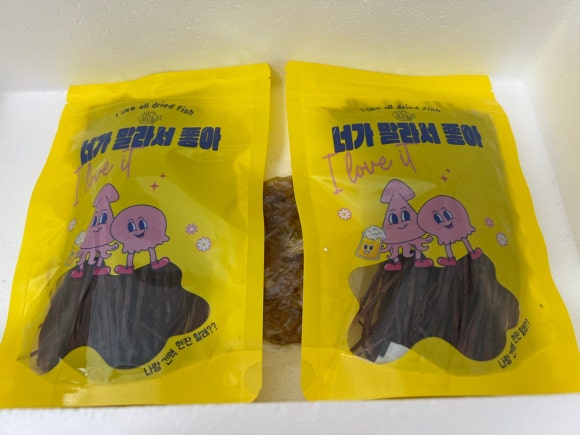 I like all dried fish
너가 말라서 좋아
I love it
나랑 건맥 한잔 할래??
I like all dried fish
너가 말라서 좋아
I love it
나랑 건맥 한잔 할래??